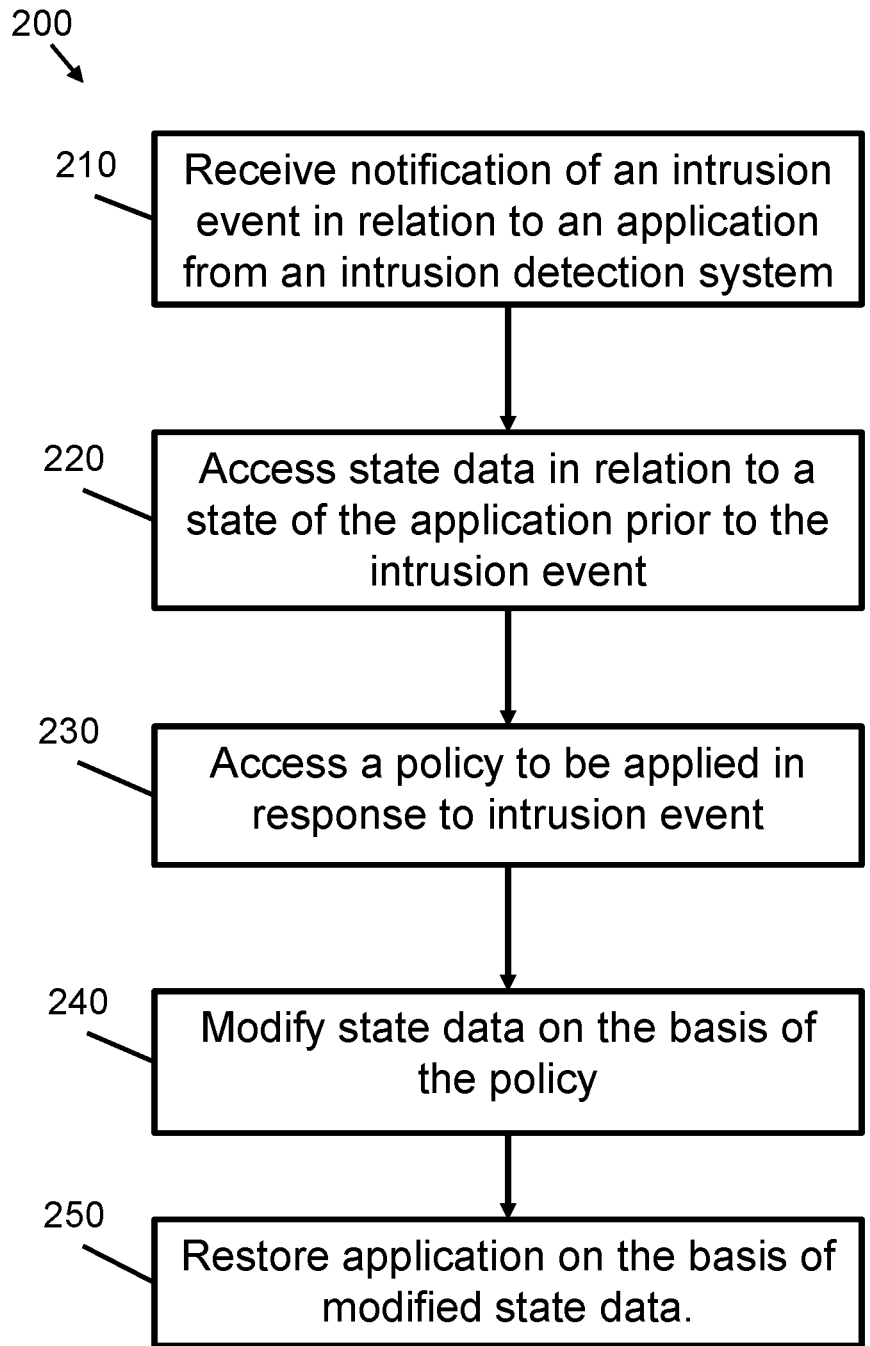 200
210
Receive notification of an intrusion
event in relation to an application
from an intrusion detection system
220
Access state data in relation to a
state of the application prior to the
intrusion event
230
Access a policy to be applied in
response to intrusion event
240
Modify state data on the basis of
the policy
250
Restore application on the basis of
modified state data.